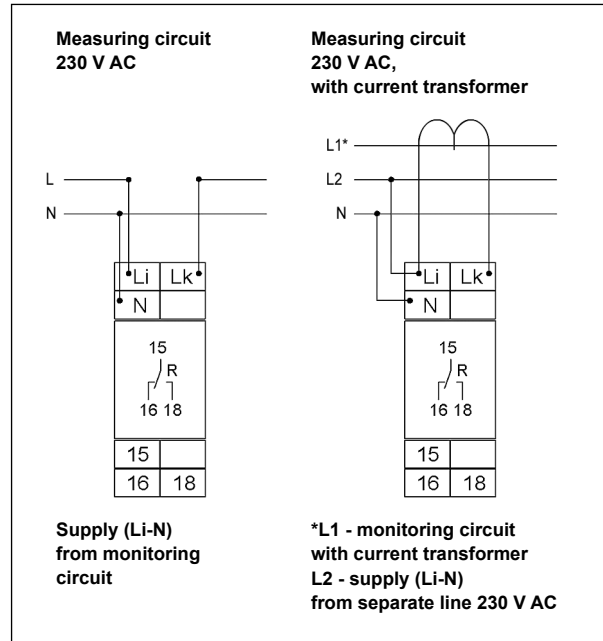 Measuring circuit
230 V AC
Measuring circuit
230 V AC,
with current transformer
L
N
L1*
L2
N
Li Lk
N
15
R
16 18
15
16 18
Li Lk
N
15
R
16 18
15
16 18
Supply (Li-N)
from monitoring
circuit
*L1 - monitoring circuit
with current transformer
L2 - supply (Li-N)
from separate line 230 V AC